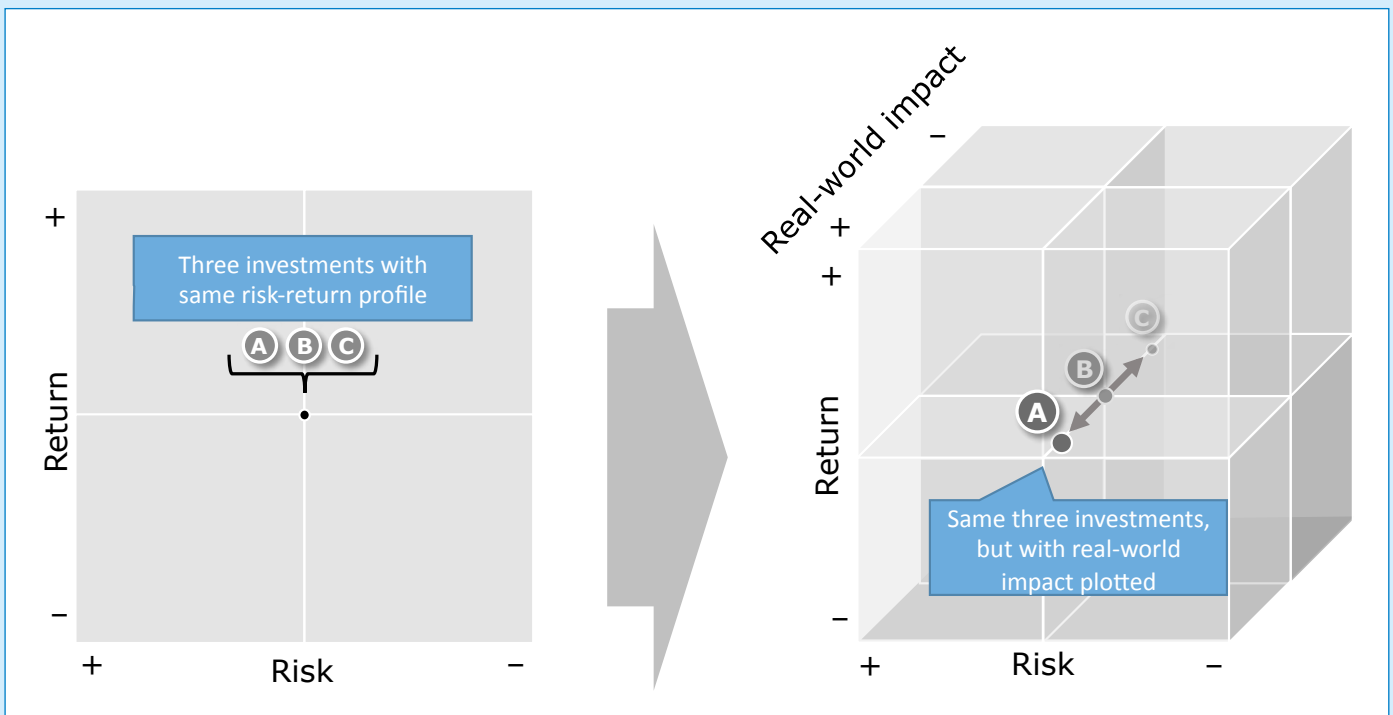 +
Return
–
Three investments with
same risk-return profile
A B C
+
Risk
–
Real-world impact
–
+
+
Return
–
C
B
A
Same three investments,
but with real-world
impact plotted
+
Risk
–